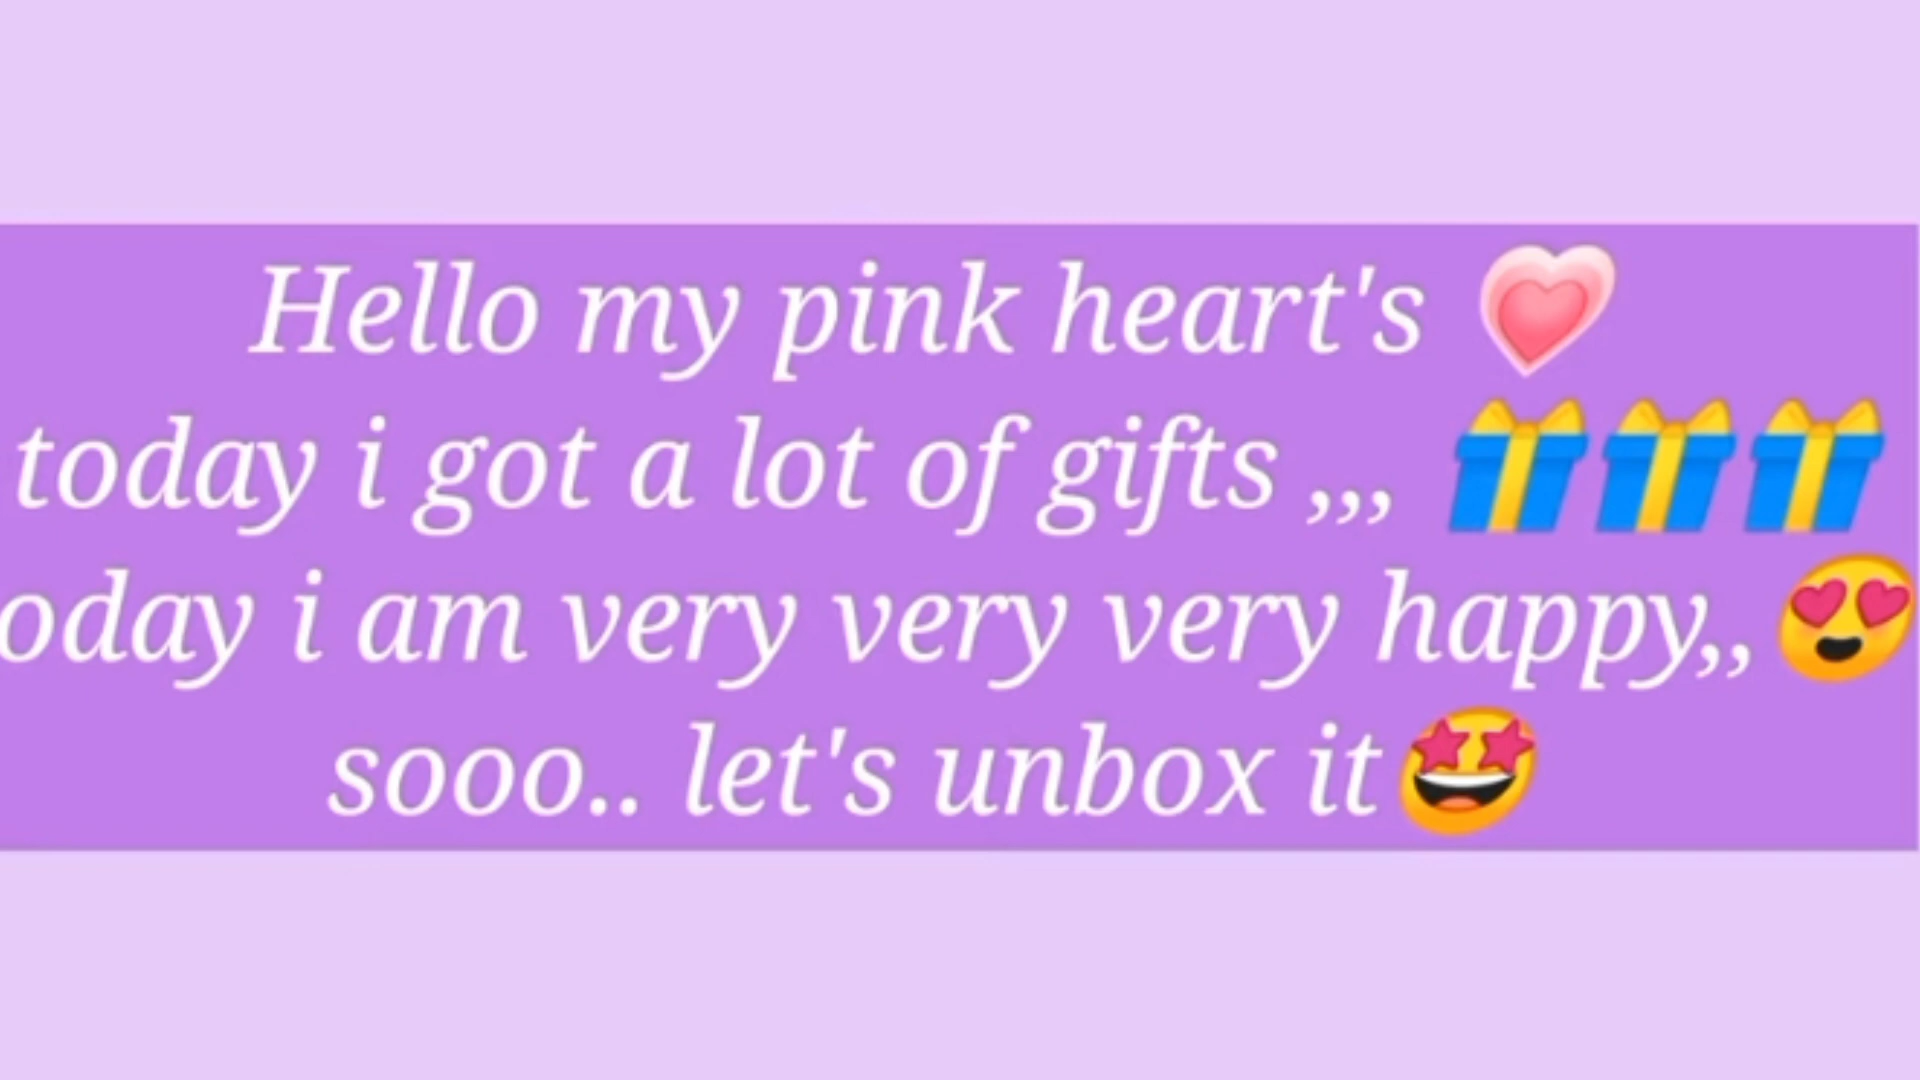 Hello my pink heart's 💗
today i got a lot of gifts ,,, 🎁🎁🎁
oday i am very very very happy,,😍
sooo.. let's unbox it🤩